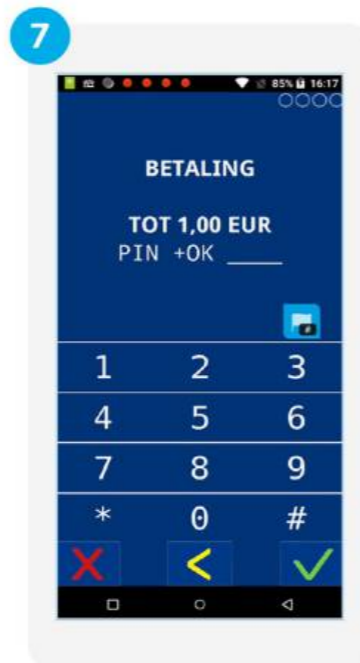 7
85% 16:17
BETALING
TOT 1,00 EUR
PIN +OK ____
1 2 3
4 5 6
7 8 9
* 0 #
<